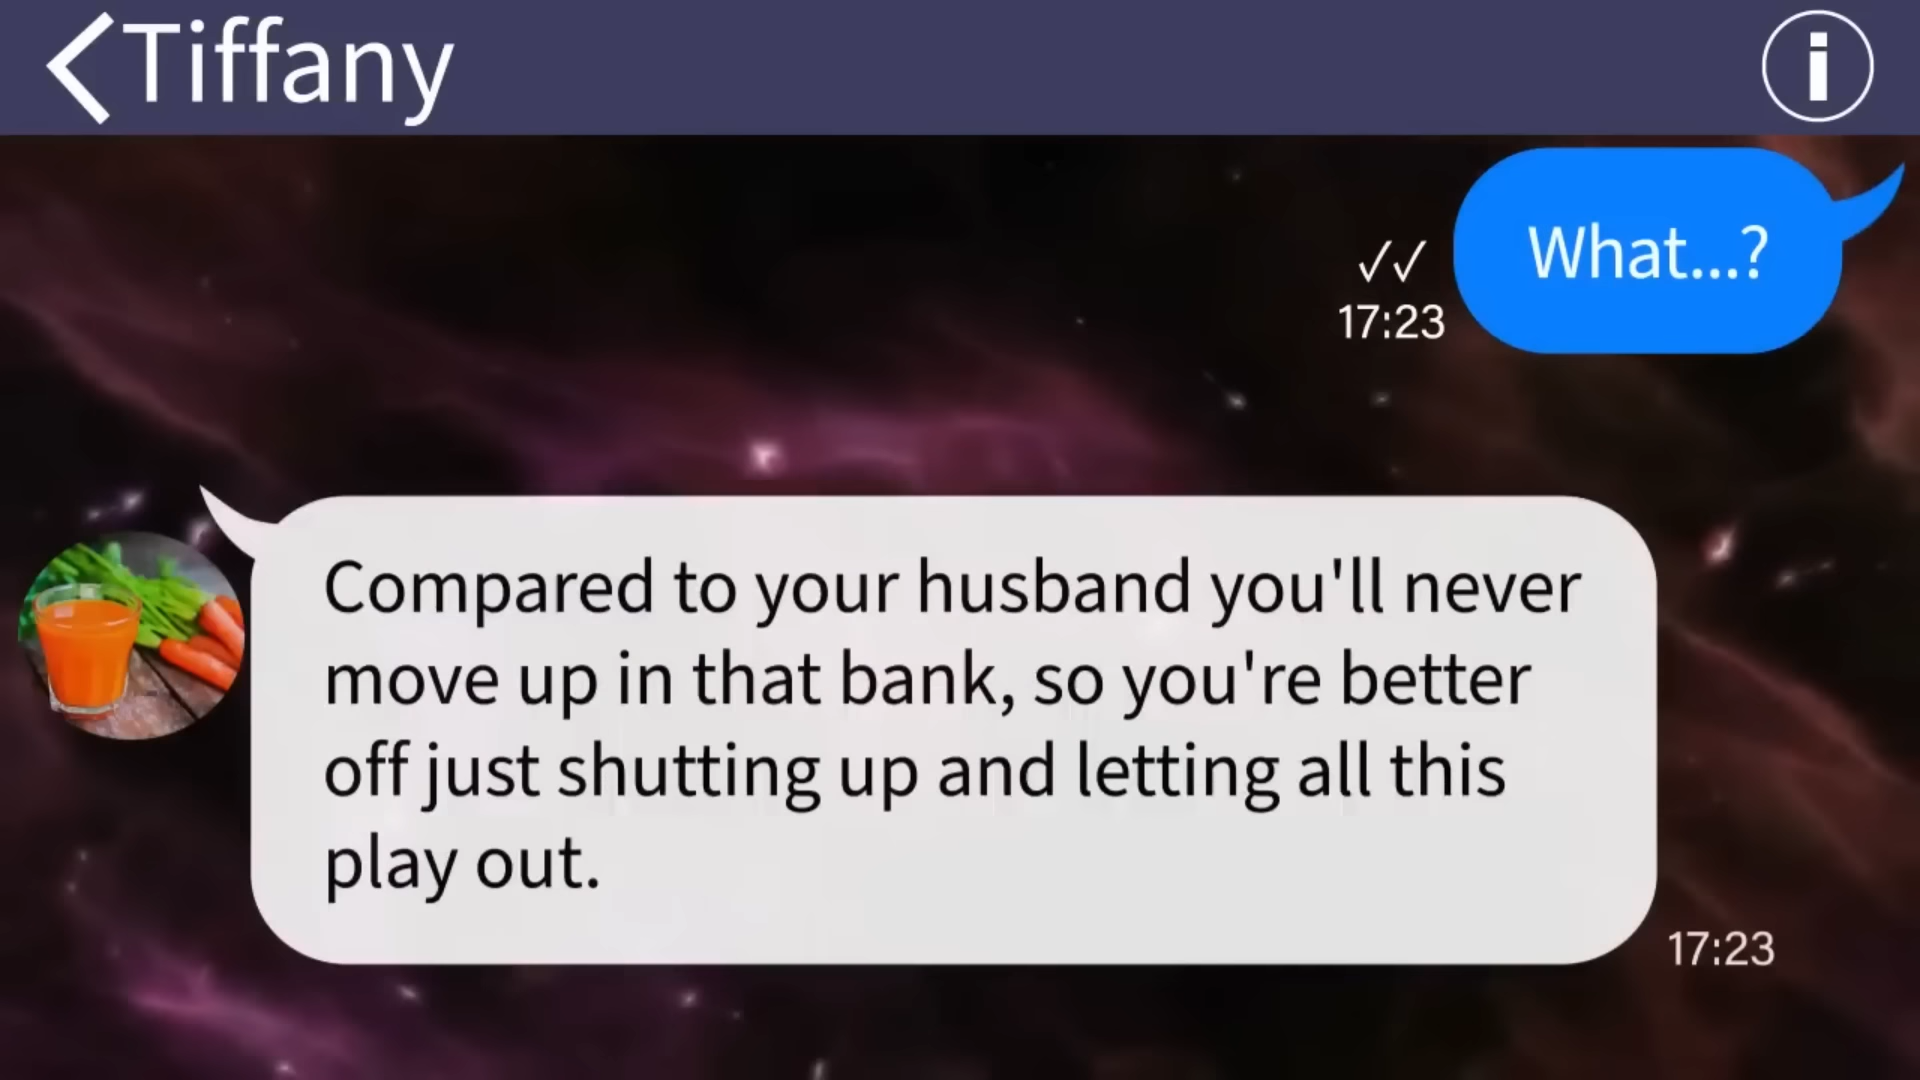 Tiffany
What...?
✓✓
17:23
Compared to your husband you'll never
move up in that bank, so you're better
off just shutting up and letting all this
play out.
17:23